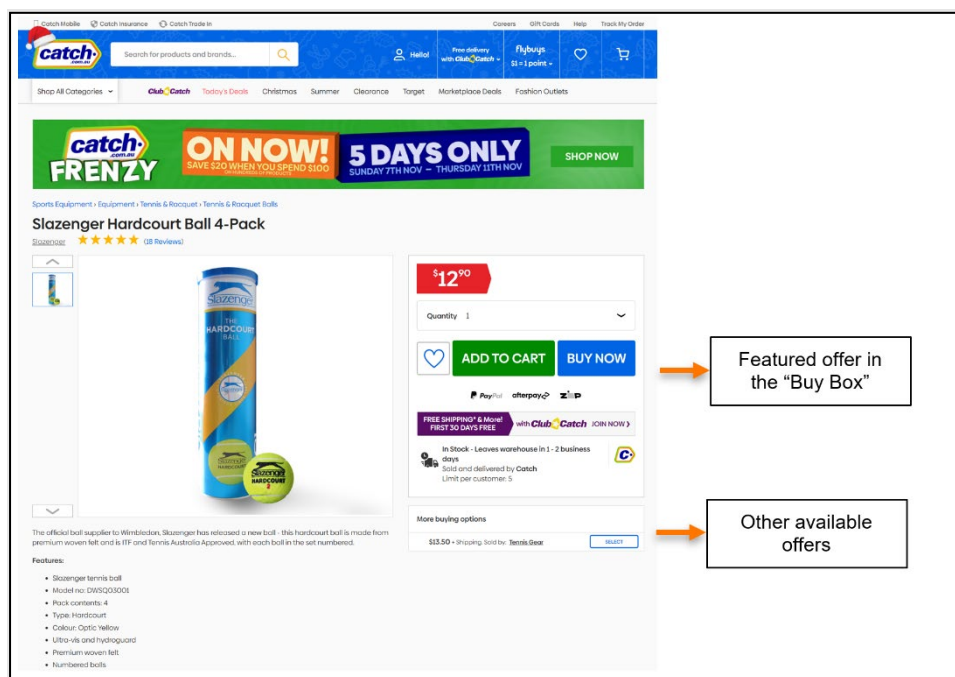 Catch Mobile Catch Insurance Catch Trade In Careers Gift Cards Help Track My Order
catch.com.au Search for products and brands... Hello! Free delivery with Club Catch flybuys $1 = 1 point
Shop All Categories Club Catch Today's Deals Christmas Summer Clearance Target Marketplace Deals Fashion Outlets
catch.com.au
FRENZY
ON NOW!
SAVE $20 WHEN YOU SPEND $100
ON HUNDREDS OF PRODUCTS
5 DAYS ONLY
SUNDAY 7TH NOV – THURSDAY 11TH NOV
SHOP NOW
Sports Equipment › Equipment › Tennis & Racquet › Tennis & Racquet Balls
Slazenger Hardcourt Ball 4-Pack
Slazenger (18 Reviews)
Slazenger
THE
HARDCOURT
BALL
Slazenger
HARDCOURT
2
$12.90
Quantity 1
ADD TO CART BUY NOW
PayPal afterpay zip
FREE SHIPPING* & More!
FIRST 30 DAYS FREE
with Club Catch JOIN NOW
In Stock - Leaves warehouse in 1 - 2 business
days
Sold and delivered by Catch
Limit per customer: 5
More buying options
$13.50 + Shipping. Sold by: Tennis Gear SELECT
The official ball supplier to Wimbledon, Slazenger has released a new ball - this hardcourt ball is made from
premium woven felt and is ITF and Tennis Australia Approved, with each ball in the set numbered.
Features:
• Slazenger tennis ball
• Model no: DWSQ03001
• Pack contents: 4
• Type: Hardcourt
• Colour: Optic Yellow
• Ultra-vis and hydroguard
• Premium woven felt
• Numbered balls
Featured offer in
the “Buy Box”
Other available
offers